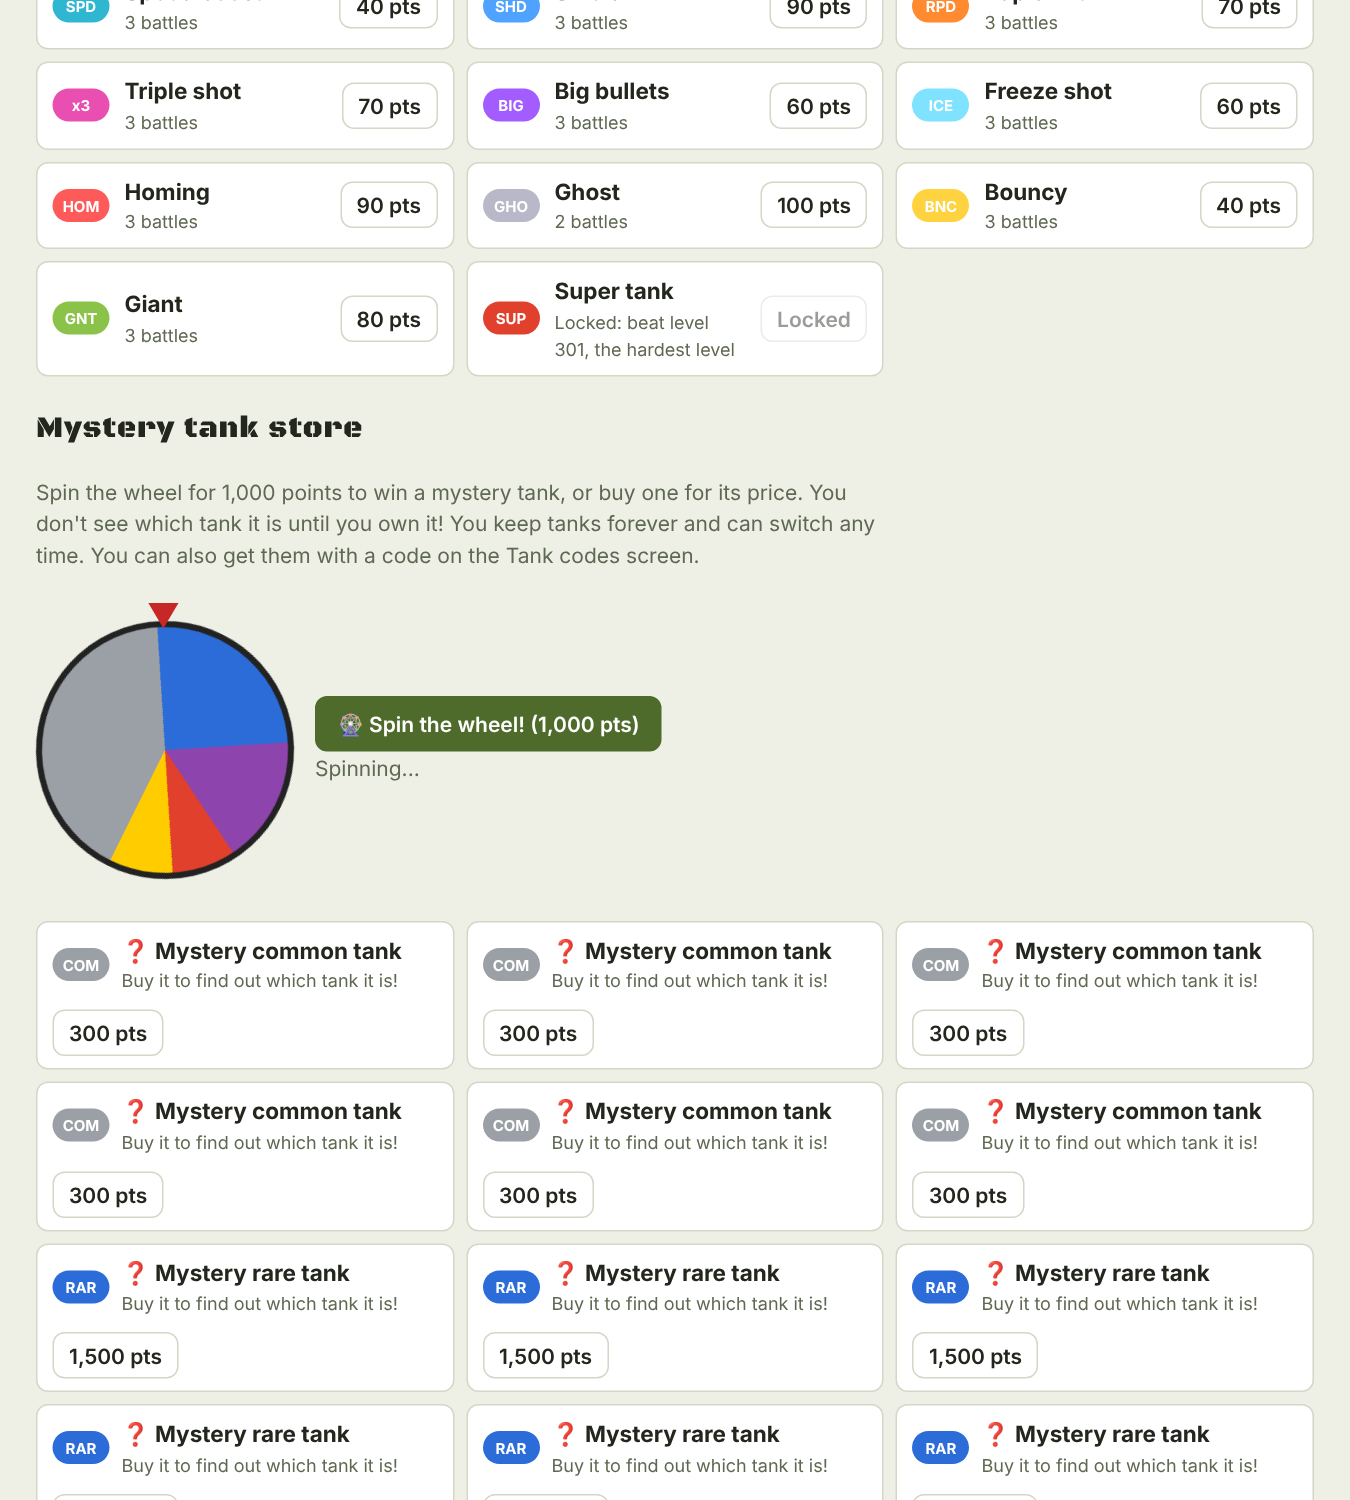 SPD
40 pts
3 battles
SHD
90 pts
3 battles
RPD
70 pts
3 battles
x3
Triple shot
3 battles
70 pts
BIG
Big bullets
3 battles
60 pts
ICE
Freeze shot
3 battles
60 pts
HOM
Homing
3 battles
90 pts
GHO
Ghost
2 battles
100 pts
BNC
Bouncy
3 battles
40 pts
GNT
Giant
3 battles
80 pts
SUP
Super tank
Locked: beat level
301, the hardest level
Locked
Mystery tank store
Spin the wheel for 1,000 points to win a mystery tank, or buy one for its price. You
don't see which tank it is until you own it! You keep tanks forever and can switch any
time. You can also get them with a code on the Tank codes screen.
🎡 Spin the wheel! (1,000 pts)
Spinning...
COM
❓ Mystery common tank
Buy it to find out which tank it is!
300 pts
COM
❓ Mystery common tank
Buy it to find out which tank it is!
300 pts
COM
❓ Mystery common tank
Buy it to find out which tank it is!
300 pts
COM
❓ Mystery common tank
Buy it to find out which tank it is!
300 pts
COM
❓ Mystery common tank
Buy it to find out which tank it is!
300 pts
COM
❓ Mystery common tank
Buy it to find out which tank it is!
300 pts
RAR
❓ Mystery rare tank
Buy it to find out which tank it is!
1,500 pts
RAR
❓ Mystery rare tank
Buy it to find out which tank it is!
1,500 pts
RAR
❓ Mystery rare tank
Buy it to find out which tank it is!
1,500 pts
RAR
❓ Mystery rare tank
Buy it to find out which tank it is!
RAR
❓ Mystery rare tank
Buy it to find out which tank it is!
RAR
❓ Mystery rare tank
Buy it to find out which tank it is!